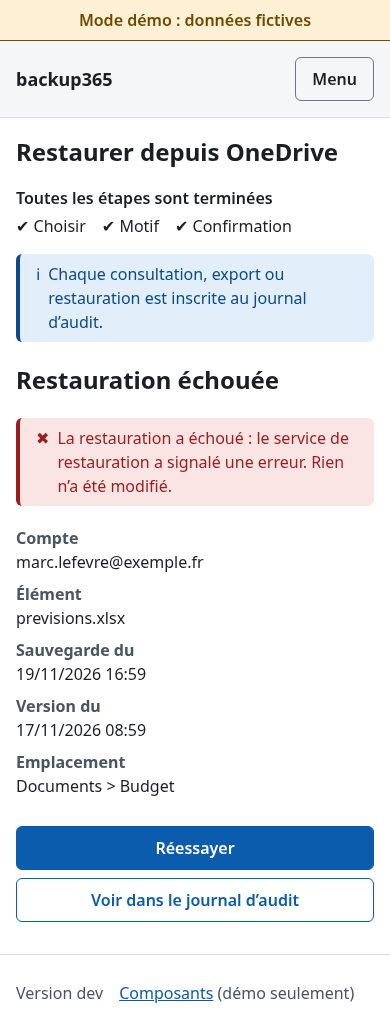 Mode démo : données fictives
backup365
Menu
Restaurer depuis OneDrive
Toutes les étapes sont terminées
✔ Choisir ✔ Motif ✔ Confirmation
i Chaque consultation, export ou
restauration est inscrite au journal
d’audit.
Restauration échouée
✖ La restauration a échoué : le service de
restauration a signalé une erreur. Rien
n’a été modifié.
Compte
marc.lefevre@exemple.fr
Élément
previsions.xlsx
Sauvegarde du
19/11/2026 16:59
Version du
17/11/2026 08:59
Emplacement
Documents > Budget
Réessayer
Voir dans le journal d’audit
Version dev Composants (démo seulement)